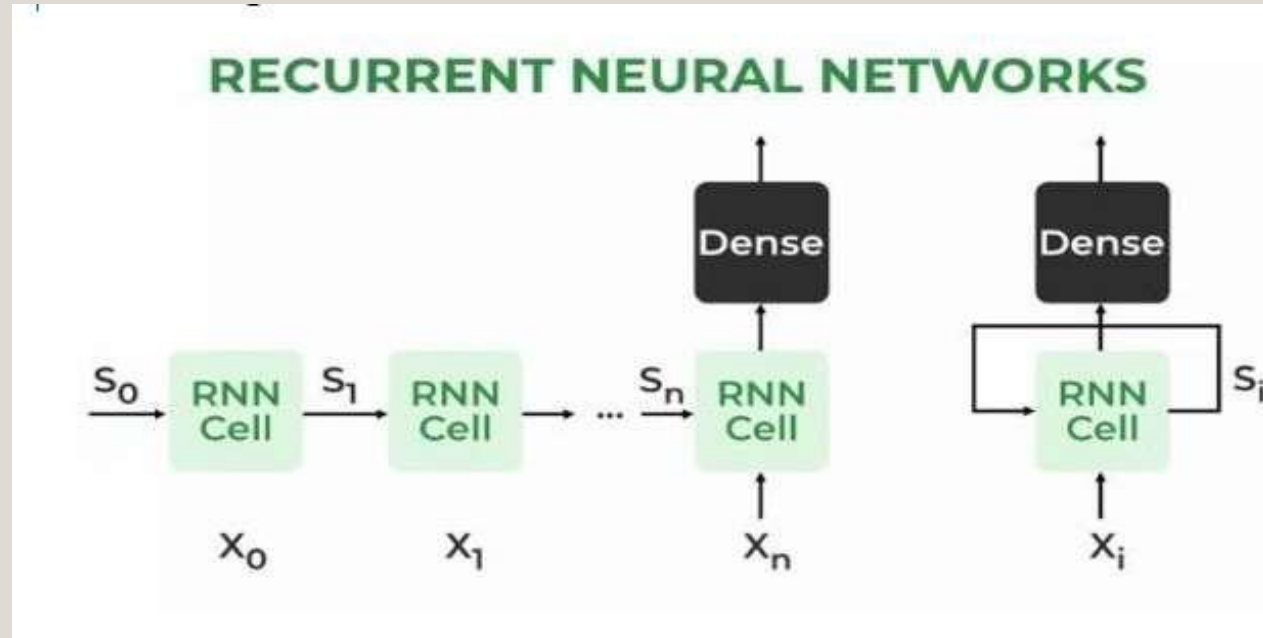 RECURRENT NEURAL NETWORKS
Dense
Dense
S₀
RNN
Cell
S₁
RNN
Cell
...
Sₙ
RNN
Cell
RNN
Cell
Sᵢ
X₀
X₁
Xₙ
Xᵢ